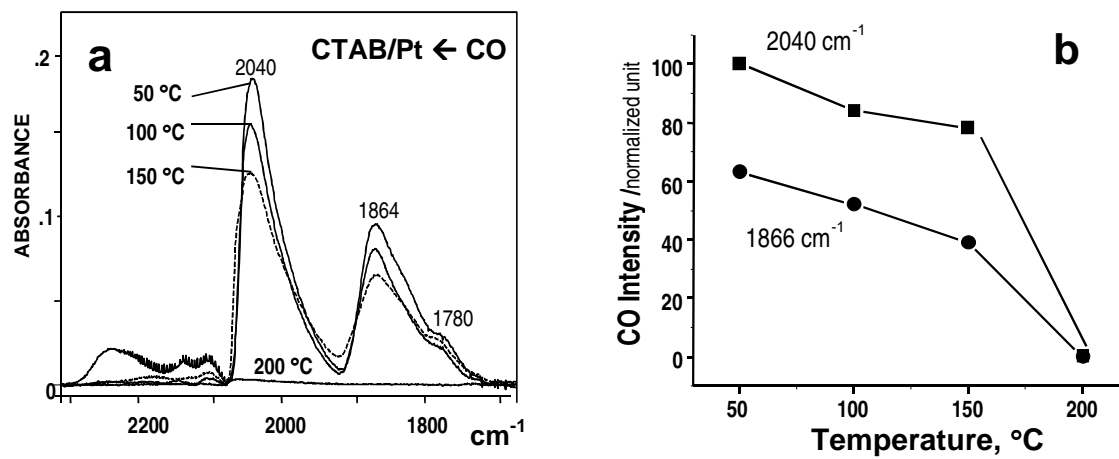 a
CTAB/Pt ← CO
.2
2040
50 °C
100 °C
150 °C
ABSORBANCE
.1
1864
1780
200 °C
0
2200
2000
1800
cm-1
b
2040 cm-1
100
80
60
40
20
0
CO Intensity /normalized unit
1866 cm-1
50
100
150
200
Temperature, °C